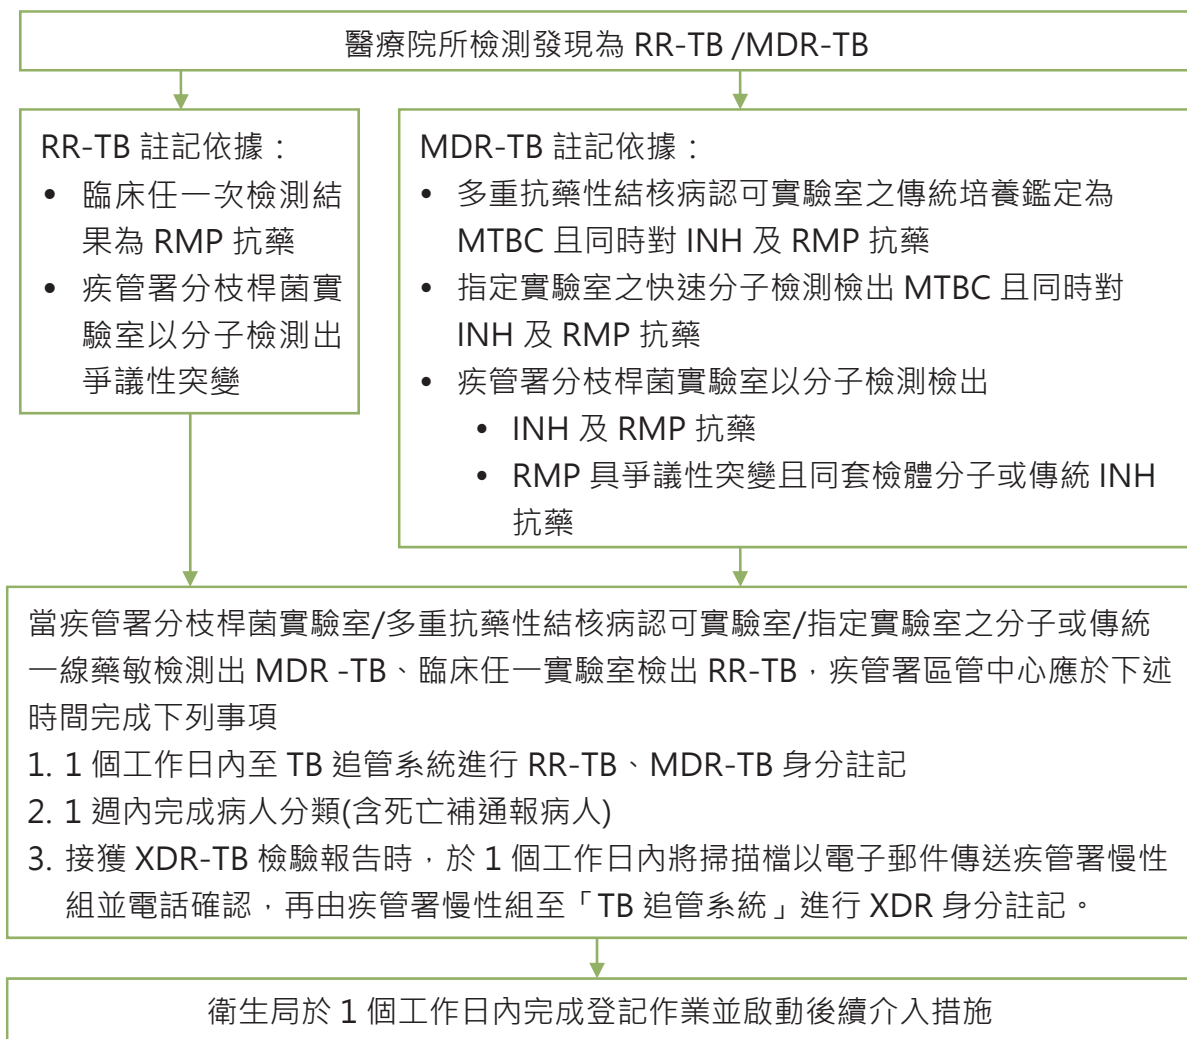 醫療院所檢測發現為 RR-TB /MDR-TB
RR-TB 註記依據：
• 臨床任一次檢測結
果為 RMP 抗藥
• 疾管署分枝桿菌實
驗室以分子檢測出
爭議性突變
MDR-TB 註記依據：
• 多重抗藥性結核病認可實驗室之傳統培養鑑定為
MTBC 且同時對 INH 及 RMP 抗藥
• 指定實驗室之快速分子檢測檢出 MTBC 且同時對
INH 及 RMP 抗藥
• 疾管署分枝桿菌實驗室以分子檢測檢出
• INH 及 RMP 抗藥
• RMP 具爭議性突變且同套檢體分子或傳統 INH
抗藥
當疾管署分枝桿菌實驗室/多重抗藥性結核病認可實驗室/指定實驗室之分子或傳統
一線藥敏檢測出 MDR -TB、臨床任一實驗室檢出 RR-TB，疾管署區管中心應於下述
時間完成下列事項
1. 1 個工作日內至 TB 追管系統進行 RR-TB、MDR-TB 身分註記
2. 1 週內完成病人分類(含死亡補通報病人)
3. 接獲 XDR-TB 檢驗報告時，於 1 個工作日內將掃描檔以電子郵件傳送疾管署慢性
組並電話確認，再由疾管署慢性組至「TB 追管系統」進行 XDR 身分註記。
衛生局於 1 個工作日內完成登記作業並啟動後續介入措施